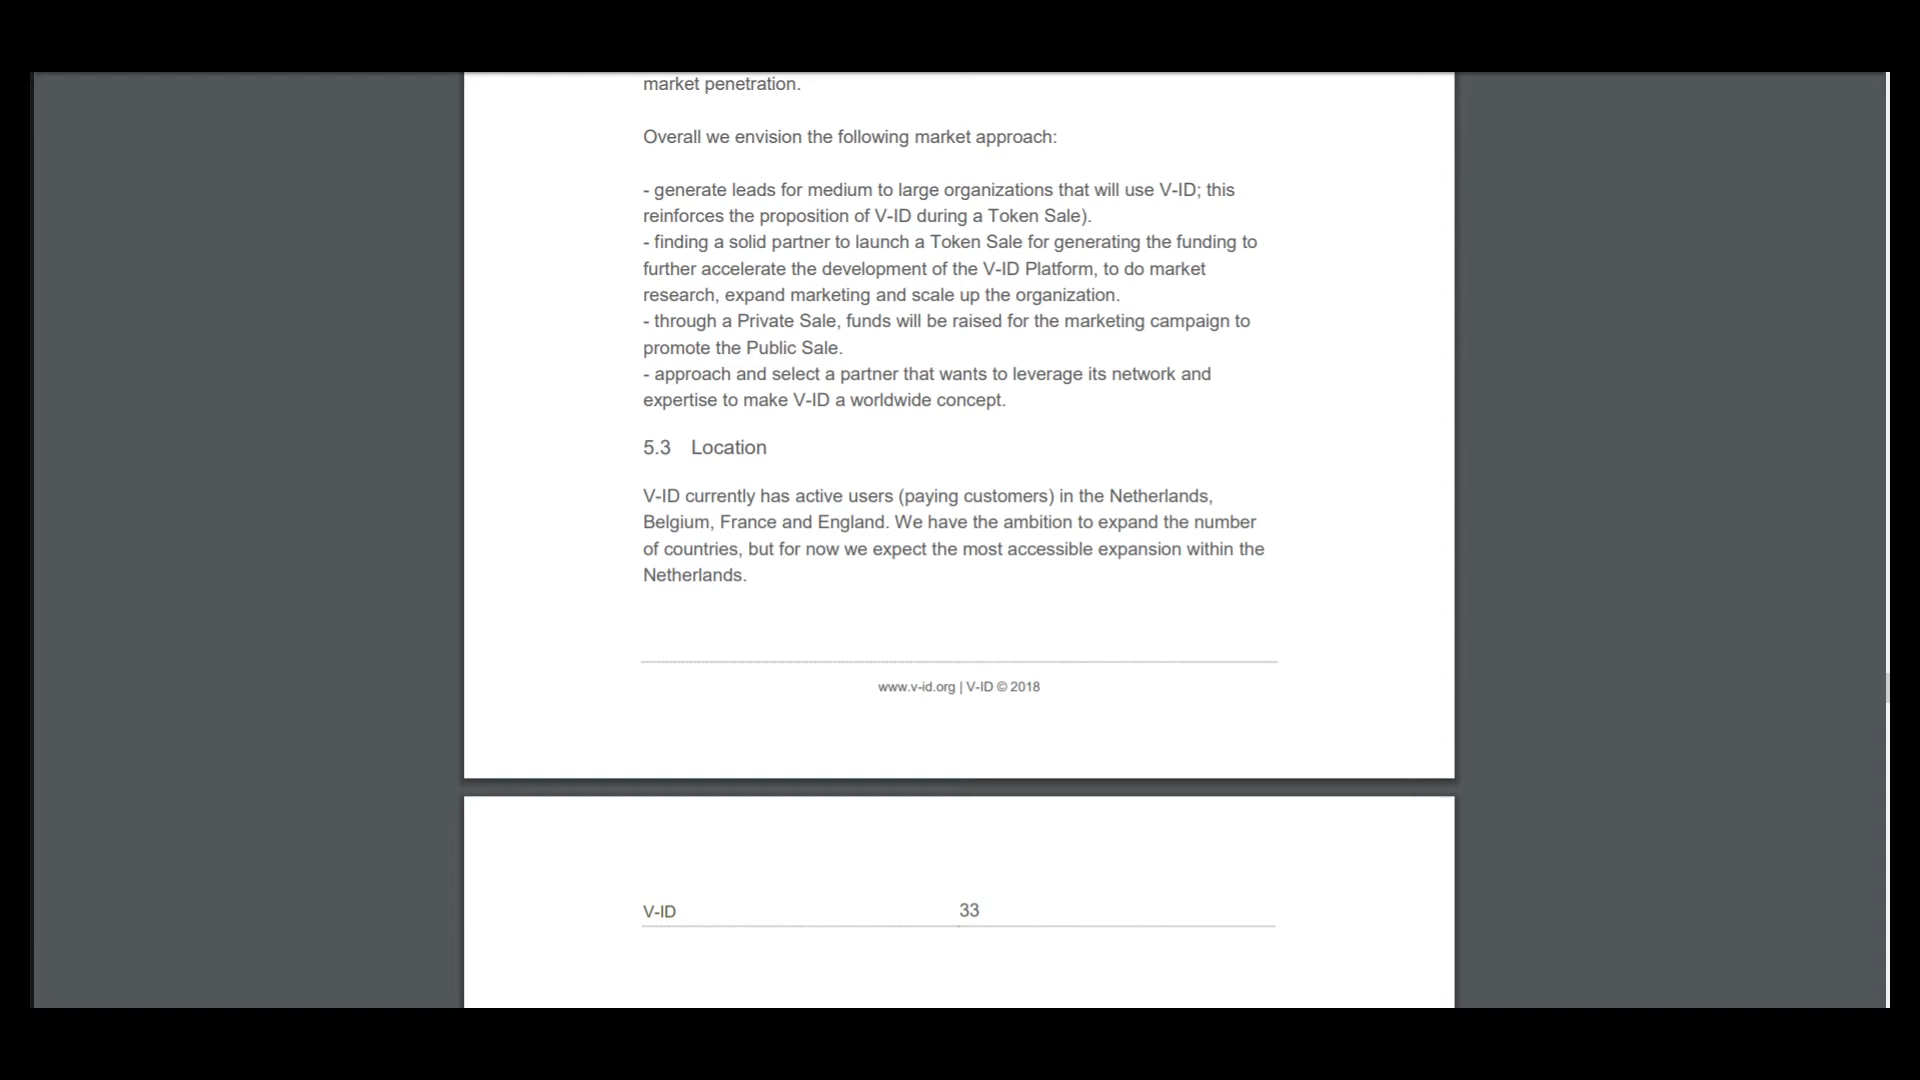 market penetration.
Overall we envision the following market approach:
- generate leads for medium to large organizations that will use V-ID; this
reinforces the proposition of V-ID during a Token Sale).
- finding a solid partner to launch a Token Sale for generating the funding to
further accelerate the development of the V-ID Platform, to do market
research, expand marketing and scale up the organization.
- through a Private Sale, funds will be raised for the marketing campaign to
promote the Public Sale.
- approach and select a partner that wants to leverage its network and
expertise to make V-ID a worldwide concept.
5.3 Location
V-ID currently has active users (paying customers) in the Netherlands,
Belgium, France and England. We have the ambition to expand the number
of countries, but for now we expect the most accessible expansion within the
Netherlands.
www.v-id.org | V-ID © 2018
V-ID 33